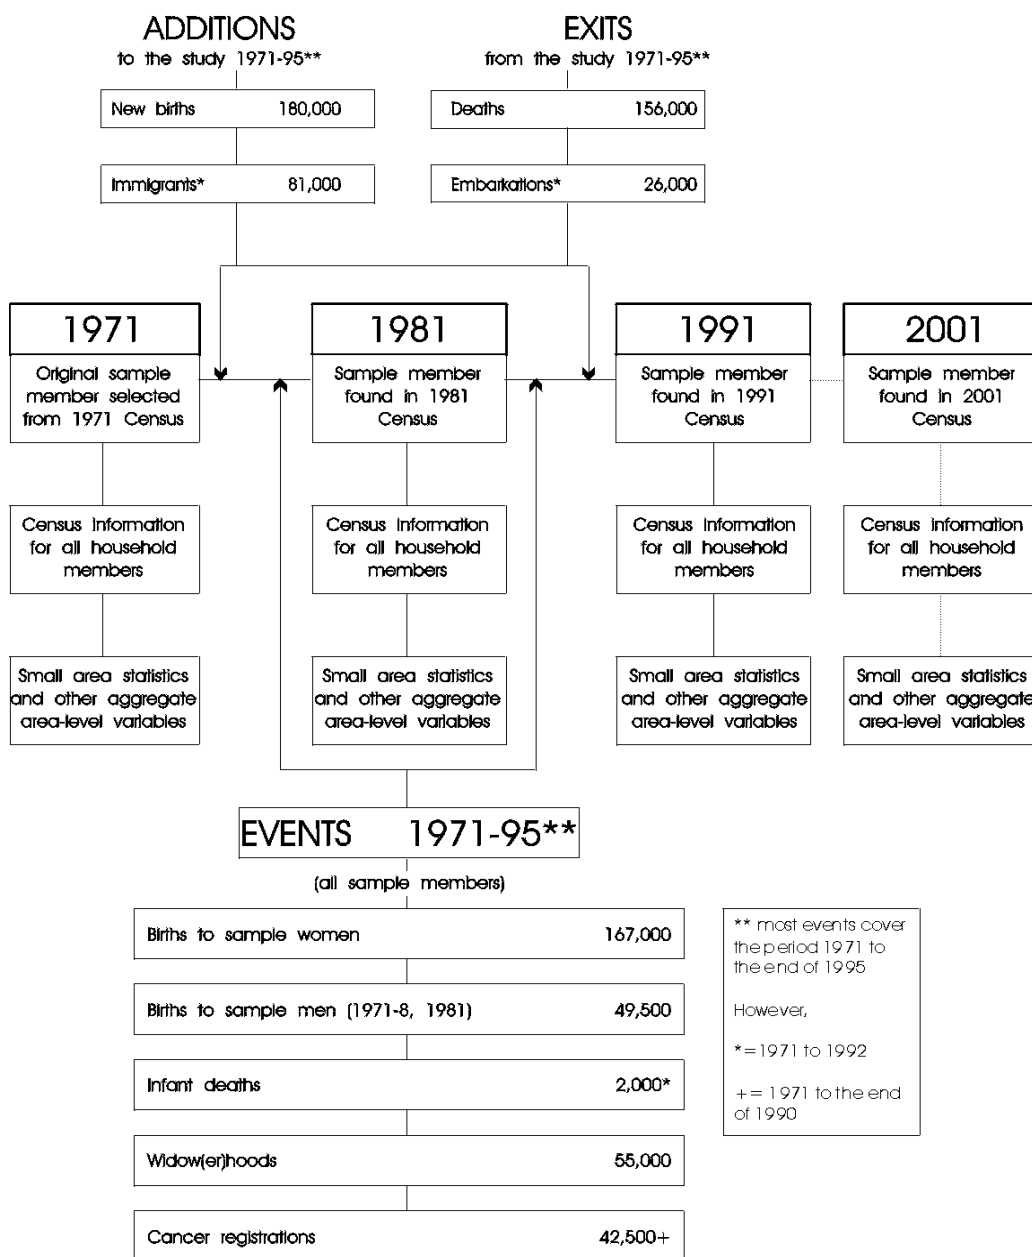 ADDITIONS
to the study 1971-95**
New births 180,000
Immigrants* 81,000
EXITS
from the study 1971-95**
Deaths 156,000
Embarkations* 26,000
1971
Original sample
member selected
from 1971 Census
Census information
for all household
members
Small area statistics
and other aggregate
area-level variables
1981
Sample member
found in 1981
Census
Census information
for all household
members
Small area statistics
and other aggregate
area-level variables
1991
Sample member
found in 1991
Census
Census information
for all household
members
Small area statistics
and other aggregate
area-level variables
2001
Sample member
found in 2001
Census
Census information
for all household
members
Small area statistics
and other aggregate
area-level variables
EVENTS 1971-95**
(all sample members)
Births to sample women 167,000
Births to sample men (1971-8, 1981) 49,500
Infant deaths 2,000*
Widow(er)hoods 55,000
Cancer registrations 42,500+
** most events cover
the period 1971 to
the end of 1995
However,
*=1971 to 1992
+= 1971 to the end
of 1990